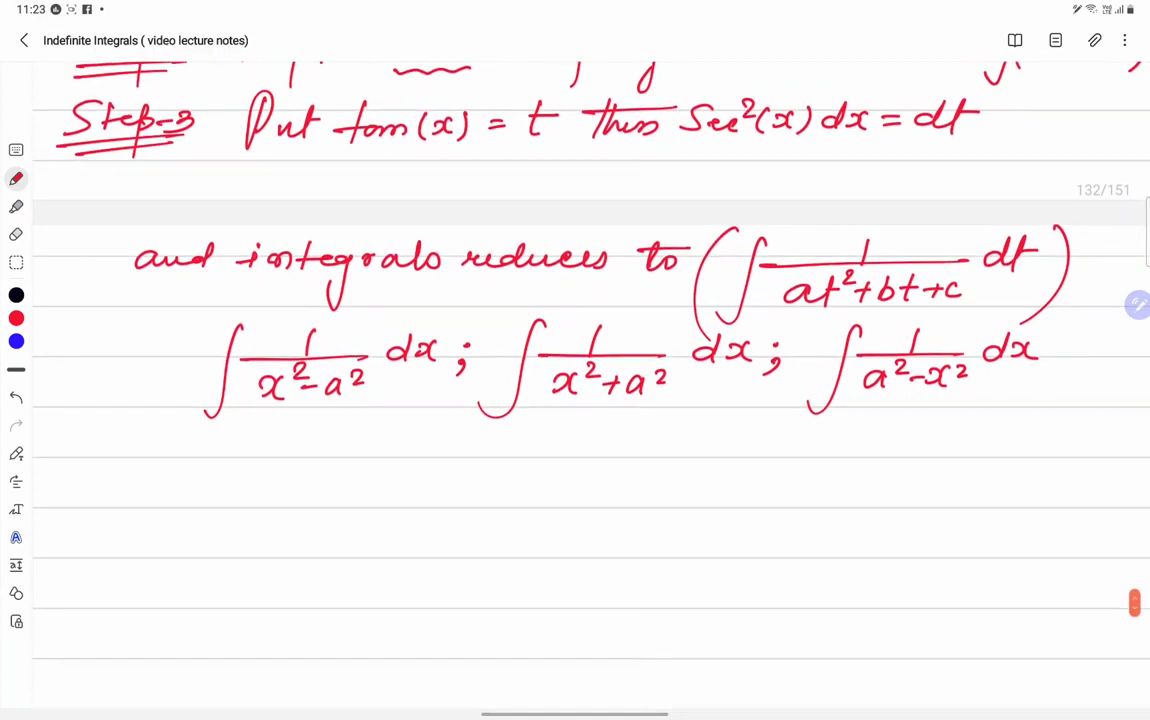 11:23
Indefinite Integrals ( video lecture notes)
Step-3 Put tan(x) = t then Sec²(x) dx = dt
132/151
and integrals reduces to (∫ 1/(at²+bt+c) dt)
∫ 1/(x²-a²) dx ; ∫ 1/(x²+a²) dx ; ∫ 1/(a²-x²) dx